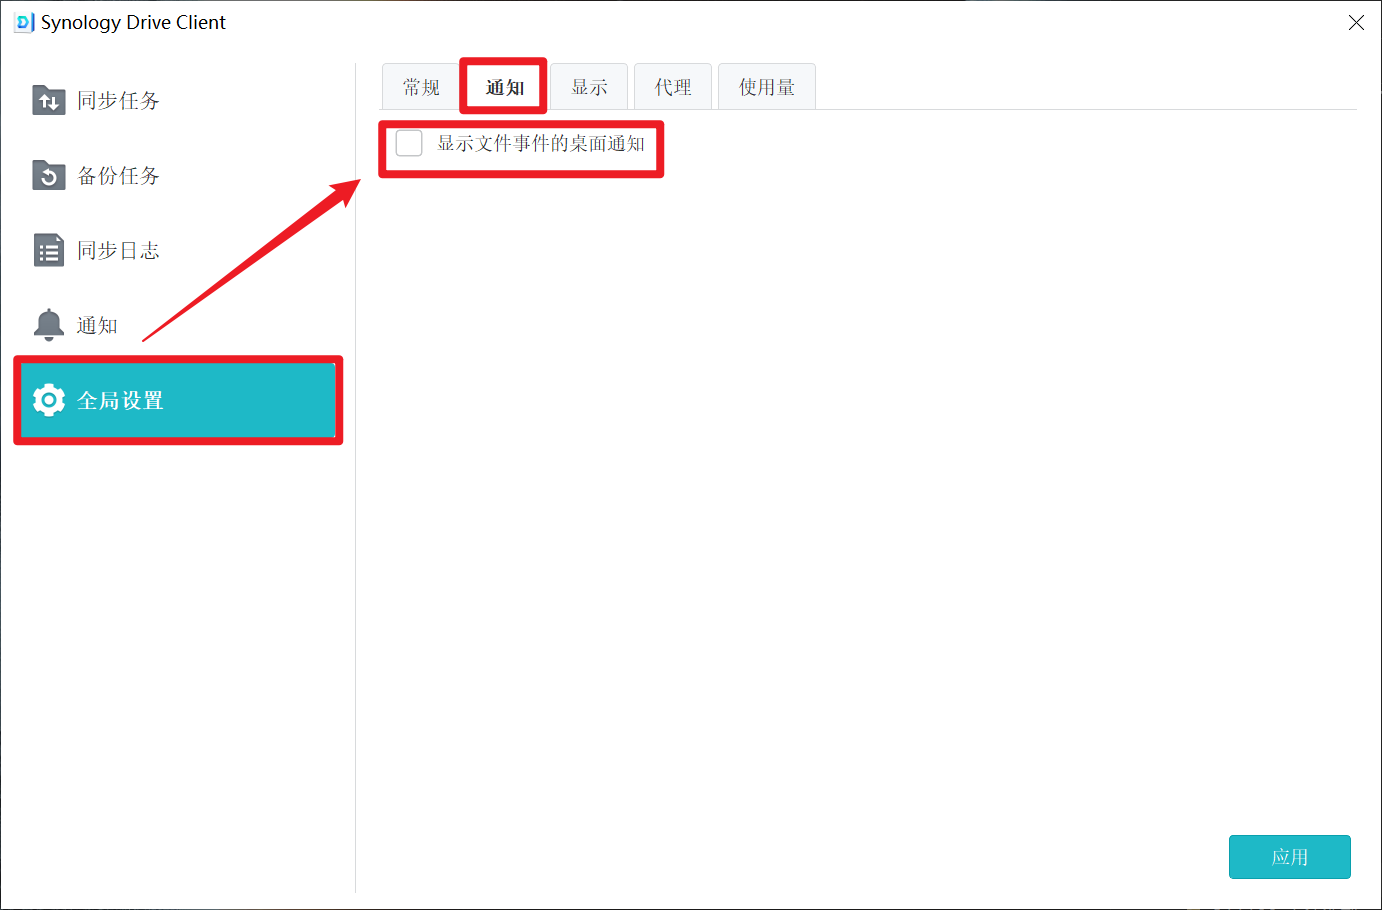 Synology Drive Client
同步任务
备份任务
同步日志
通知
全局设置
常规
通知
显示
代理
使用量
显示文件事件的桌面通知
应用